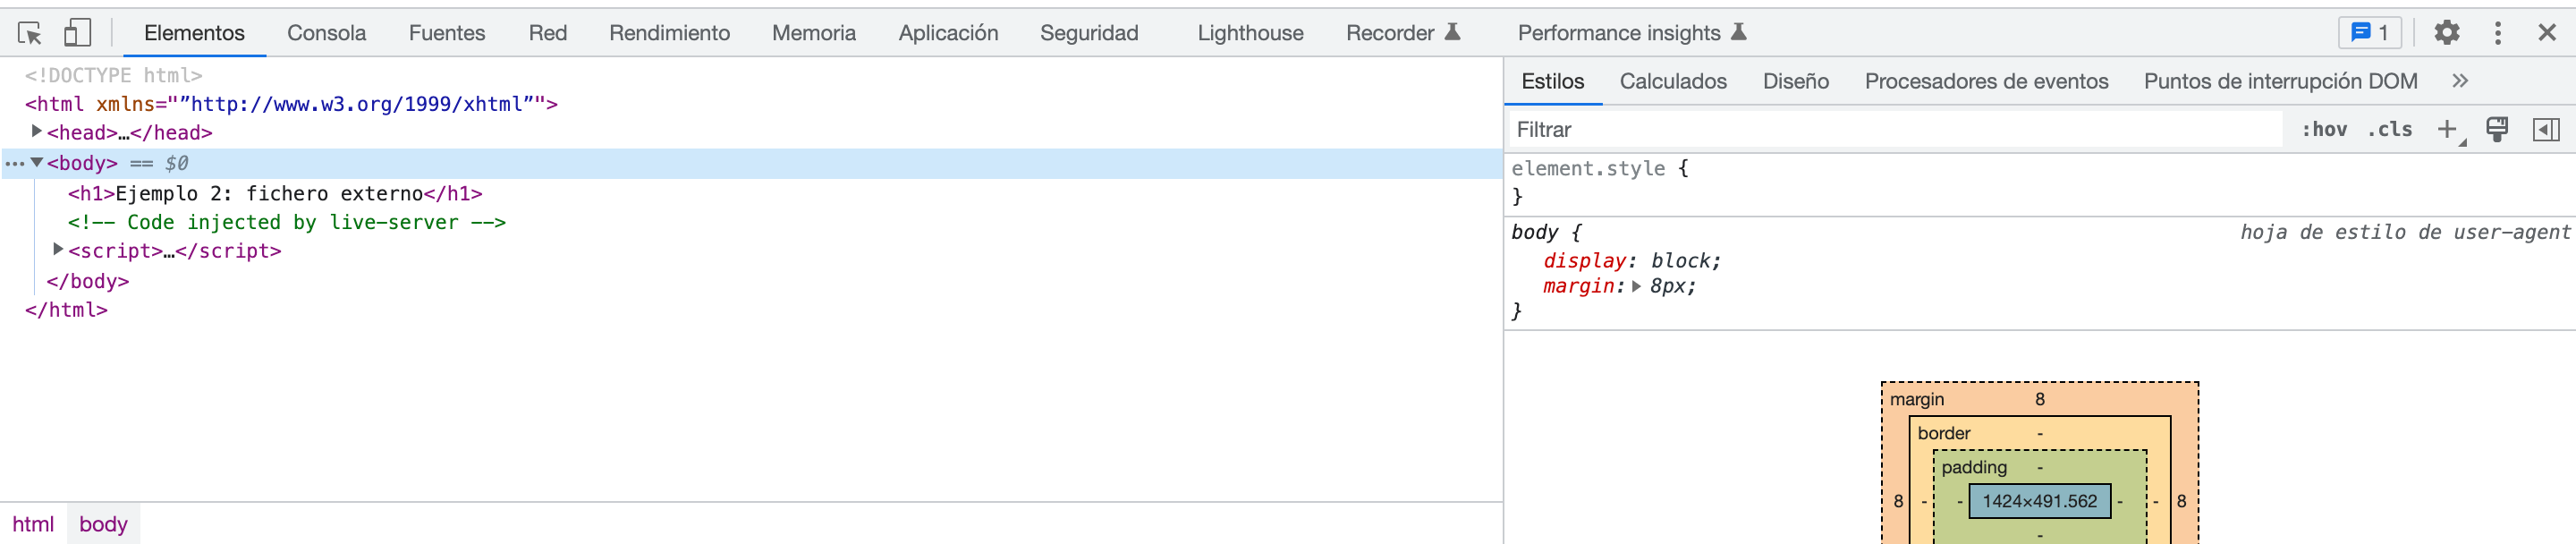 Elementos Consola Fuentes Red Rendimiento Memoria Aplicación Seguridad Lighthouse Recorder Performance insights 1
<!DOCTYPE html>
<html xmlns="”http://www.w3.org/1999/xhtml”">
<head>…</head>
<body> == $0
<h1>Ejemplo 2: fichero externo</h1>
<!-- Code injected by live-server -->
<script>…</script>
</body>
</html>
html body
Estilos Calculados Diseño Procesadores de eventos Puntos de interrupción DOM »
Filtrar :hov .cls +
element.style {
}
body { hoja de estilo de user-agent
display: block;
margin: 8px;
}
margin 8
border -
padding -
8 - - 1424×491.562 - - 8
-